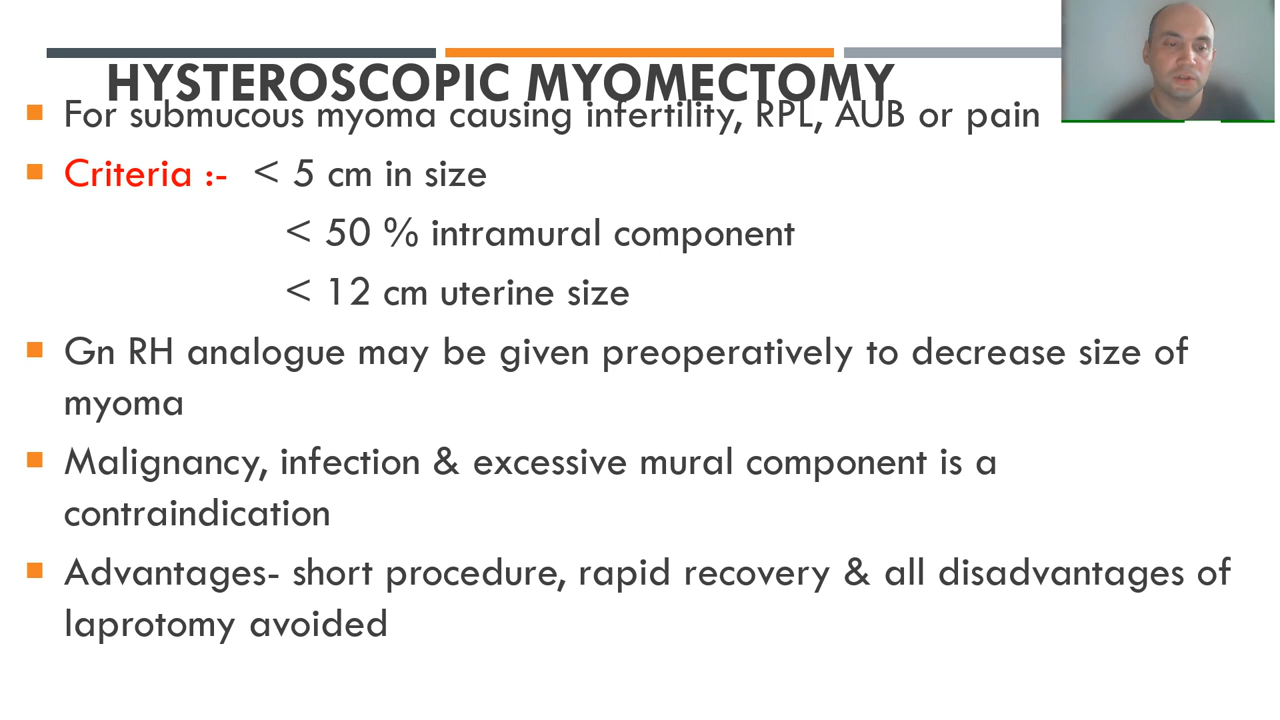 HYSTEROSCOPIC MYOMECTOMY
For submucous myoma causing infertility, RPL, AUB or pain
Criteria :- < 5 cm in size
< 50 % intramural component
< 12 cm uterine size
Gn RH analogue may be given preoperatively to decrease size of
myoma
Malignancy, infection & excessive mural component is a
contraindication
Advantages- short procedure, rapid recovery & all disadvantages of
laprotomy avoided